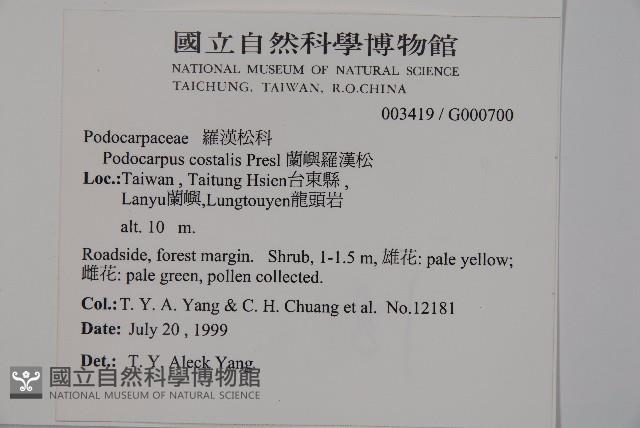 國立自然科學博物館
NATIONAL MUSEUM OF NATURAL SCIENCE
TAICHUNG, TAIWAN, R.O.CHINA
003419 / G000700
Podocarpaceae 羅漢松科
Podocarpus costalis Presl 蘭嶼羅漢松
Loc.:Taiwan , Taitung Hsien台東縣 ,
Lanyu蘭嶼,Lungtouyen龍頭岩
alt. 10 m.
Roadside, forest margin. Shrub, 1-1.5 m, 雄花: pale yellow;
雌花: pale green, pollen collected.
Col.: T. Y. A. Yang & C. H. Chuang et al. No.12181
Date: July 20 , 1999
Det.: T. Y. Aleck Yang
國立自然科學博物館
NATIONAL MUSEUM OF NATURAL SCIENCE